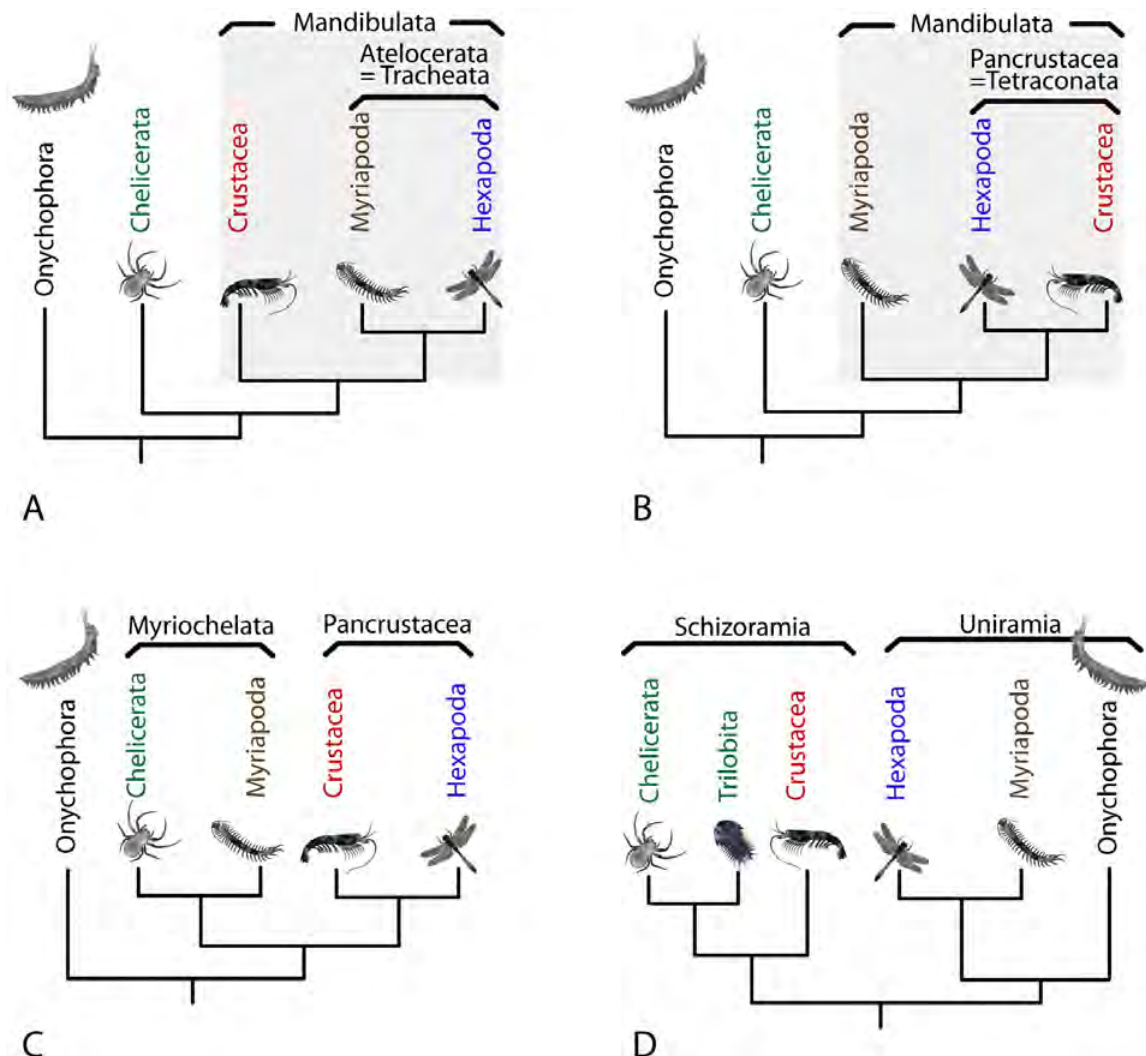 Mandibulata
Atelocerata
= Tracheata
Onychophora
Chelicerata
Crustacea
Myriapoda
Hexapoda
A
Mandibulata
Pancrustacea
=Tetraconata
Onychophora
Chelicerata
Myriapoda
Hexapoda
Crustacea
B
Myriochelata
Pancrustacea
Onychophora
Chelicerata
Myriapoda
Crustacea
Hexapoda
C
Schizoramia
Uniramia
Chelicerata
Trilobita
Crustacea
Hexapoda
Myriapoda
Onychophora
D